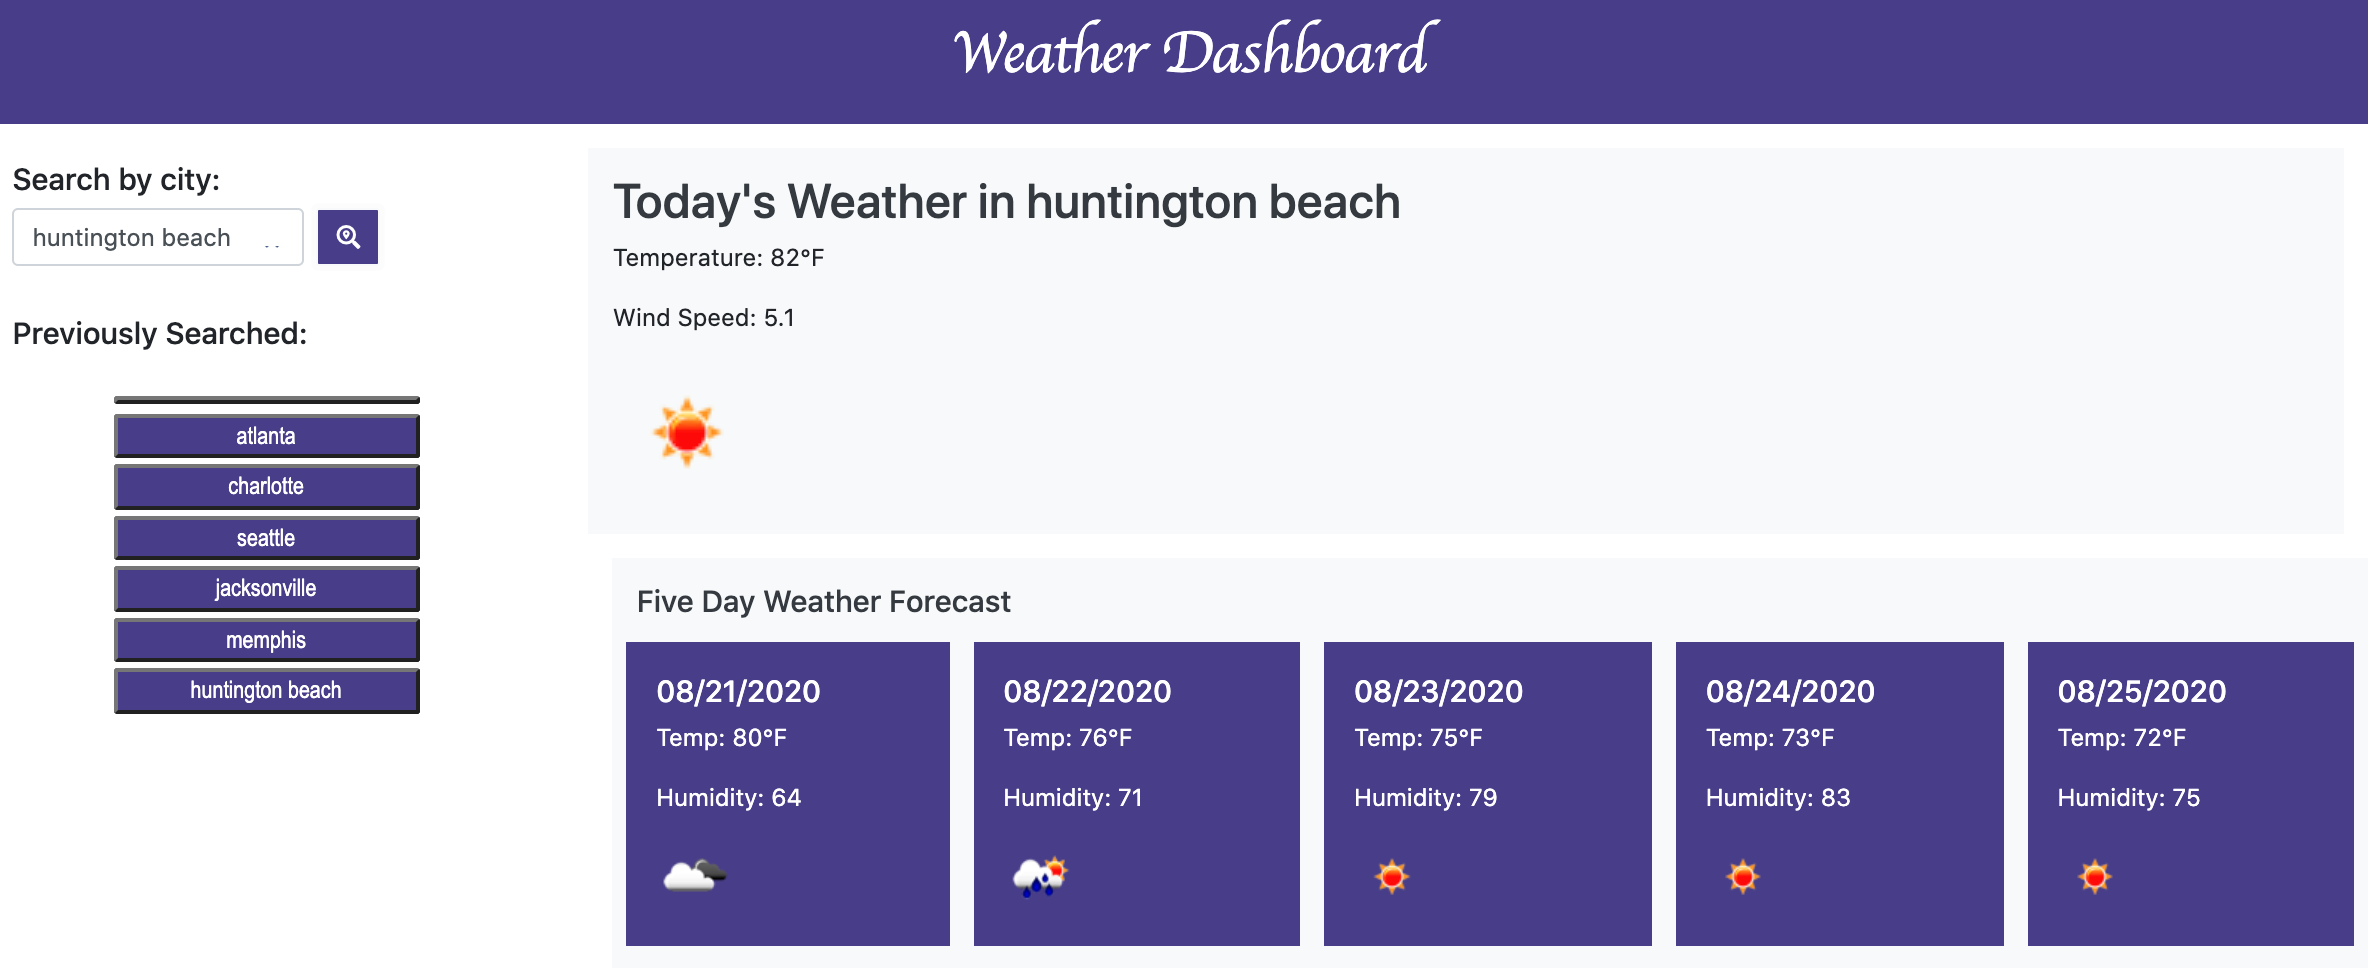 Weather Dashboard
Search by city:
huntington beach
Previously Searched:
atlanta
charlotte
seattle
jacksonville
memphis
huntington beach
Today's Weather in huntington beach
Temperature: 82°F
Wind Speed: 5.1
Five Day Weather Forecast
08/21/2020
Temp: 80°F
Humidity: 64
08/22/2020
Temp: 76°F
Humidity: 71
08/23/2020
Temp: 75°F
Humidity: 79
08/24/2020
Temp: 73°F
Humidity: 83
08/25/2020
Temp: 72°F
Humidity: 75